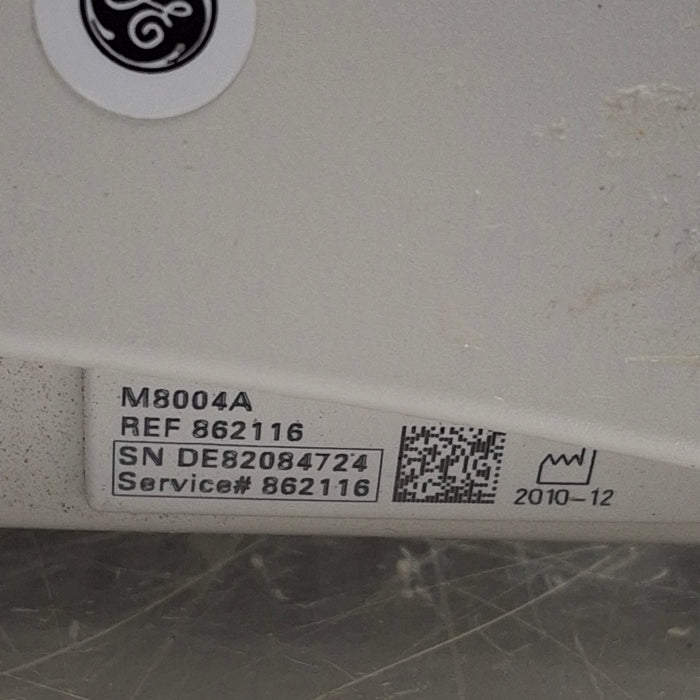 M8004A
REF 862116
SN DE82084724
Service# 862116
2010-12